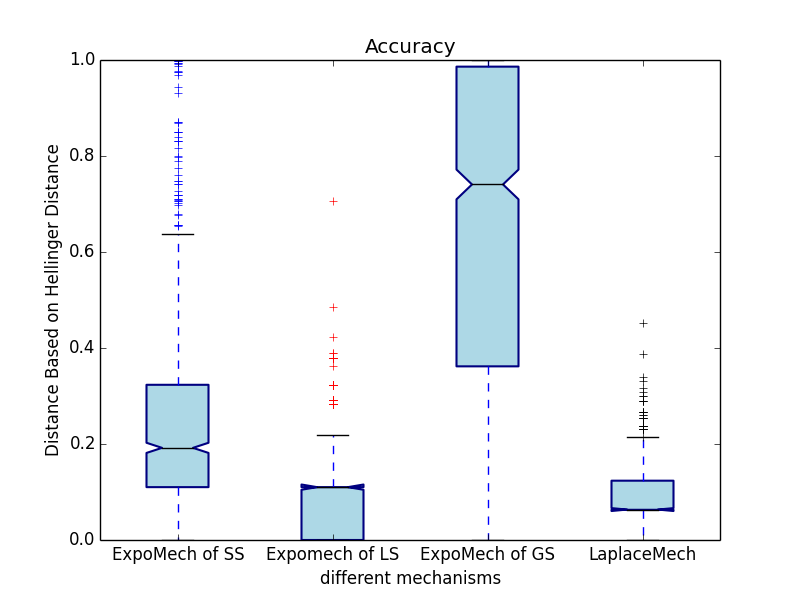 Accuracy
Distance Based on Hellinger Distance
1.0
0.8
0.6
0.4
0.2
0.0
ExpoMech of SS
Expomech of LS
ExpoMech of GS
LaplaceMech
different mechanisms